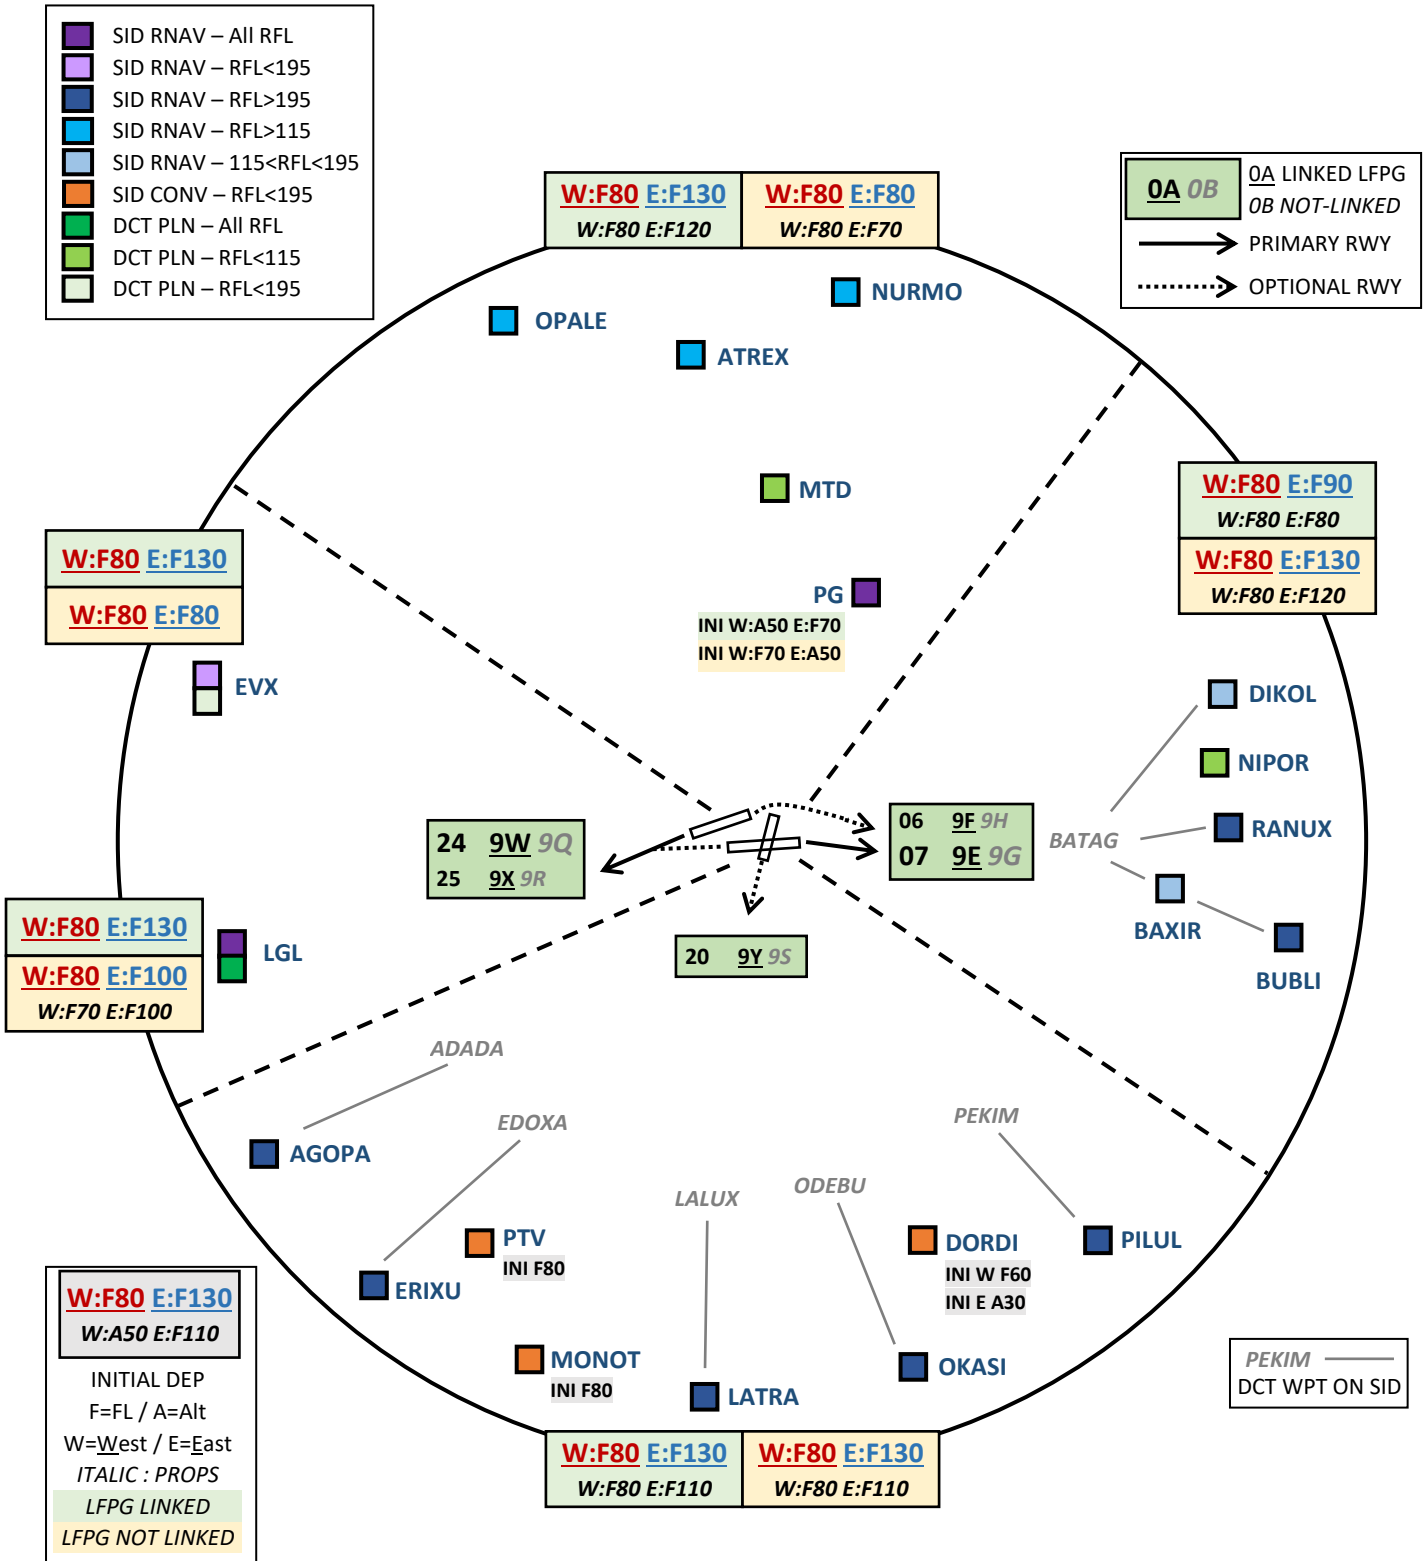 SID RNAV – All RFL
SID RNAV – RFL<195
SID RNAV – RFL>195
SID RNAV – RFL>115
SID RNAV – 115<RFL<195
SID CONV – RFL<195
DCT PLN – All RFL
DCT PLN – RFL<115
DCT PLN – RFL<195
0A 0B
0A LINKED LFPG
0B NOT-LINKED
PRIMARY RWY
OPTIONAL RWY
W:F80 E:F130
W:F80 E:F120
W:F80 E:F80
W:F80 E:F70
NURMO
OPALE
ATREX
MTD
W:F80 E:F90
W:F80 E:F80
W:F80 E:F130
W:F80 E:F120
W:F80 E:F130
W:F80 E:F80
PG
INI W:A50 E:F70
INI W:F70 E:A50
EVX
DIKOL
NIPOR
RANUX
BATAG
BAXIR
BUBLI
24 9W 9Q
25 9X 9R
06 9F 9H
07 9E 9G
20 9Y 9S
W:F80 E:F130
W:F80 E:F100
W:F70 E:F100
LGL
ADADA
AGOPA
EDOXA
PEKIM
LALUX
ODEBU
PTV
INI F80
ERIXU
DORDI
INI W F60
INI E A30
PILUL
MONOT
INI F80
LATRA
OKASI
W:F80 E:F130
W:F80 E:F110
W:F80 E:F130
W:F80 E:F110
W:F80 E:F130
W:A50 E:F110
INITIAL DEP
F=FL / A=Alt
W=West / E=East
ITALIC : PROPS
LFPG LINKED
LFPG NOT LINKED
PEKIM
DCT WPT ON SID